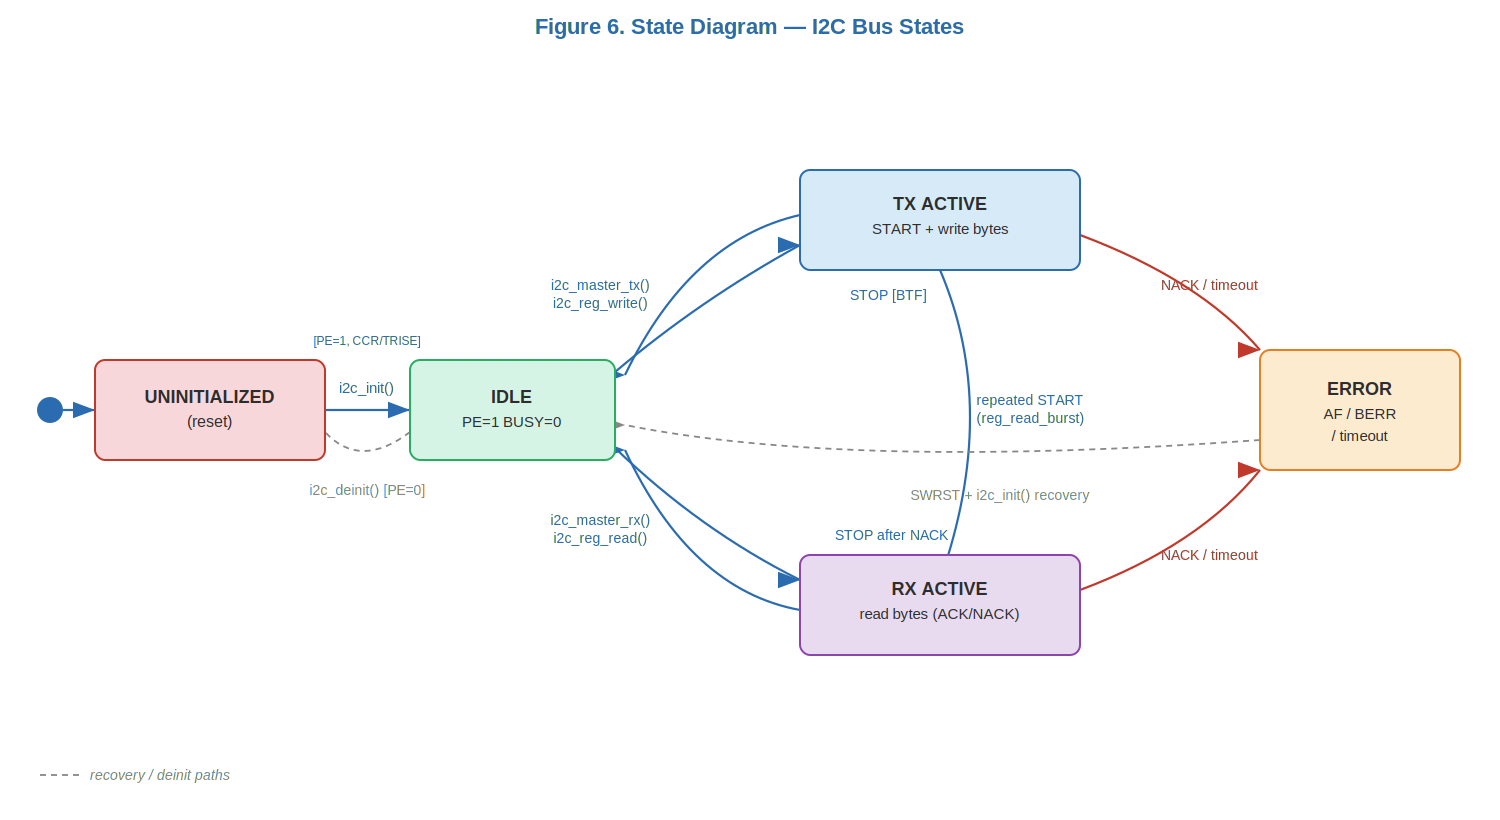 Figure 6. State Diagram — I2C Bus States
TX ACTIVE
START + write bytes
i2c_master_tx()
i2c_reg_write()
STOP [BTF]
NACK / timeout
[PE=1, CCR/TRISE]
i2c_init()
UNINITIALIZED
(reset)
IDLE
PE=1 BUSY=0
repeated START
(reg_read_burst)
ERROR
AF / BERR
/ timeout
i2c_deinit() [PE=0]
SWRST + i2c_init() recovery
i2c_master_rx()
i2c_reg_read()
STOP after NACK
NACK / timeout
RX ACTIVE
read bytes (ACK/NACK)
recovery / deinit paths